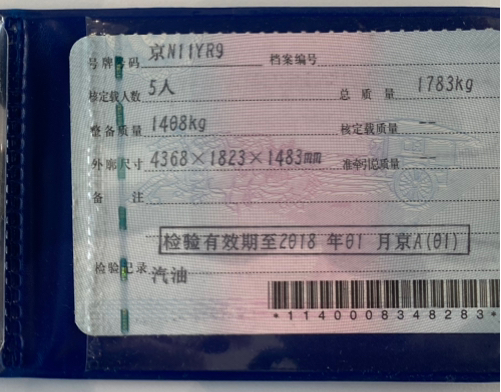 号牌号码 京N11YR9 档案编号
核定载人数 5人 总质量 1783kg
整备质量 1408kg 核定载质量 --
外廓尺寸 4368×1823×1483mm 准牵引总质量 --
备注
检验有效期至2018 年01 月京A(01)
检验记录 汽油
*1140008348283*